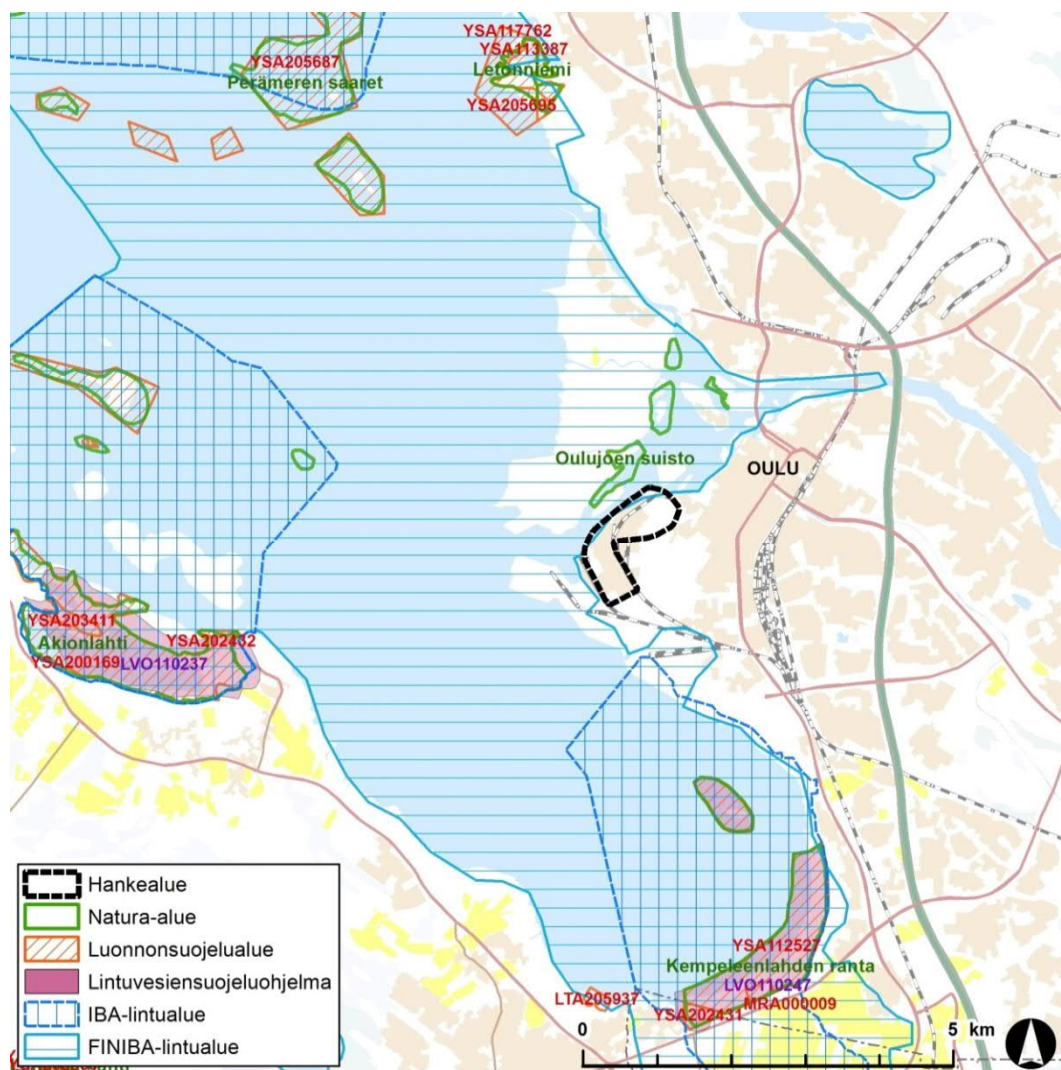 YSA117762
YSA113387
Letonniemi
YSA205687
Perämeren saaret
YSA205695
Oulujoen suisto
OULU
YSA203411
Akionlahti
YSA202432
YSA200169
LVO110237
YSA112527
Kempeleenlahden ranta
LVO110247
LTA205937
MRA000009
YSA202431
Hankealue
Natura-alue
Luonnonsuojelualue
Lintuvesiensuojeluohjelma
IBA-lintualue
FINIBA-lintualue
0 5 km